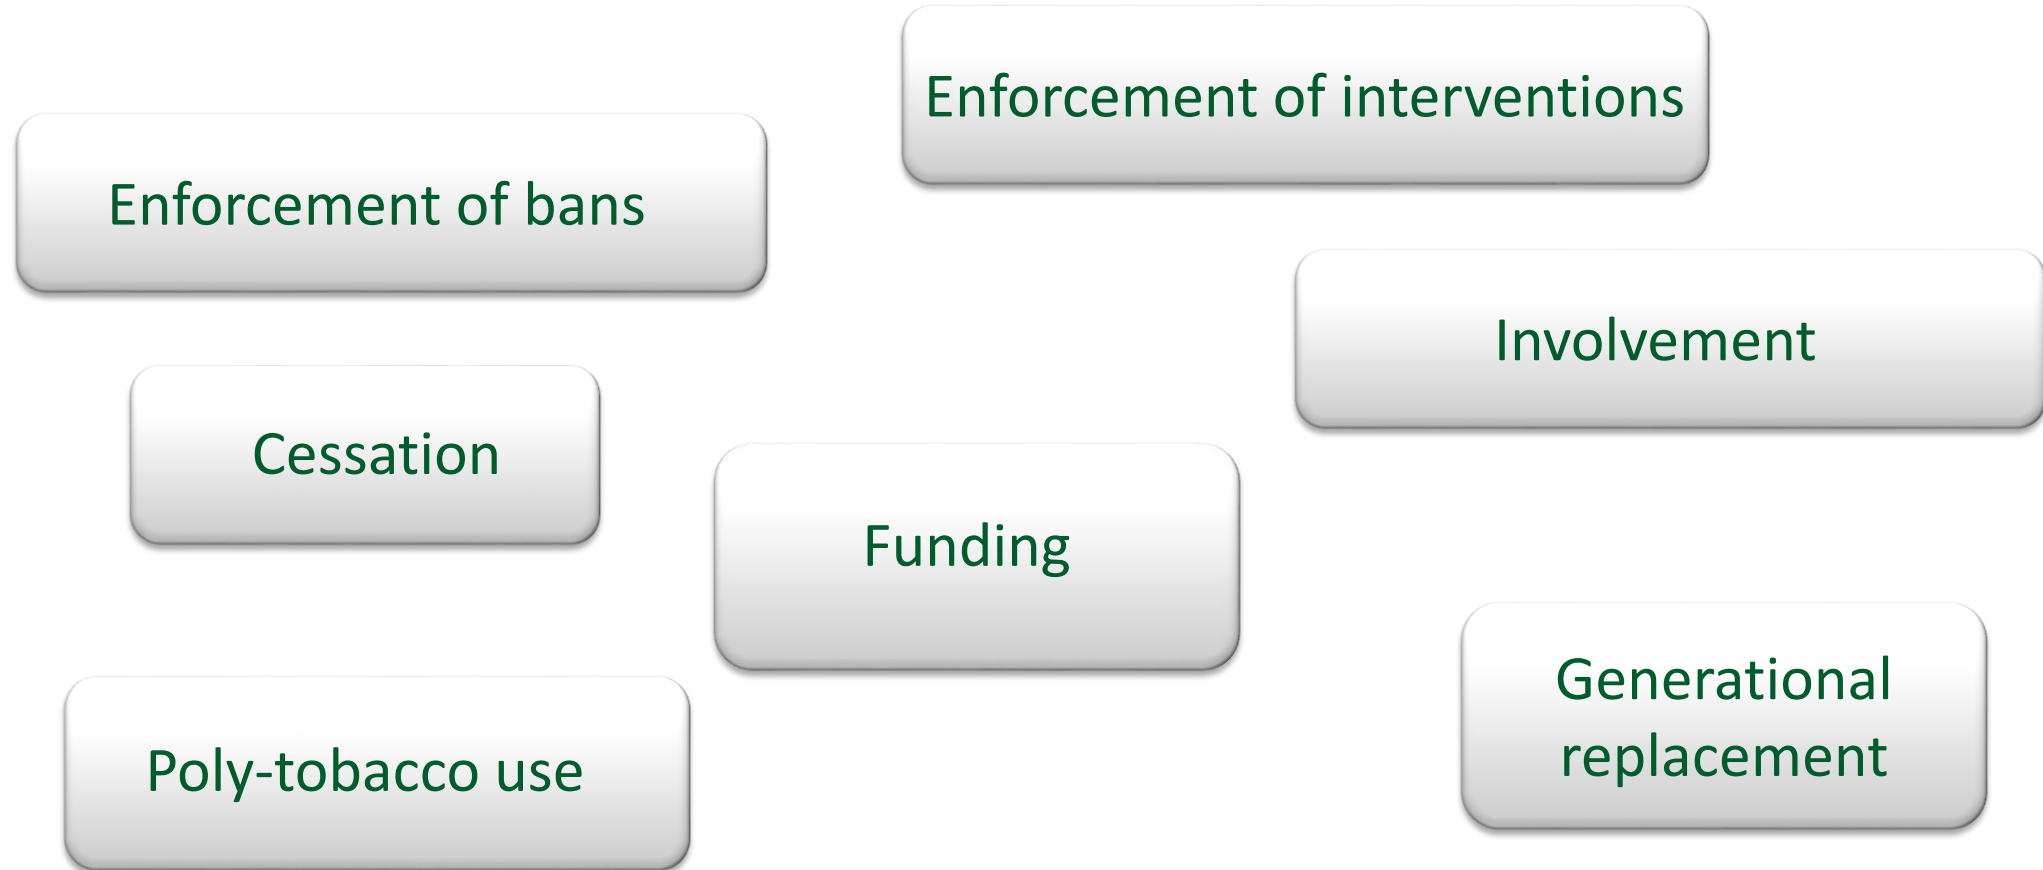 Enforcement of interventions
Enforcement of bans
Involvement
Cessation
Funding
Generational
replacement
Poly-tobacco use